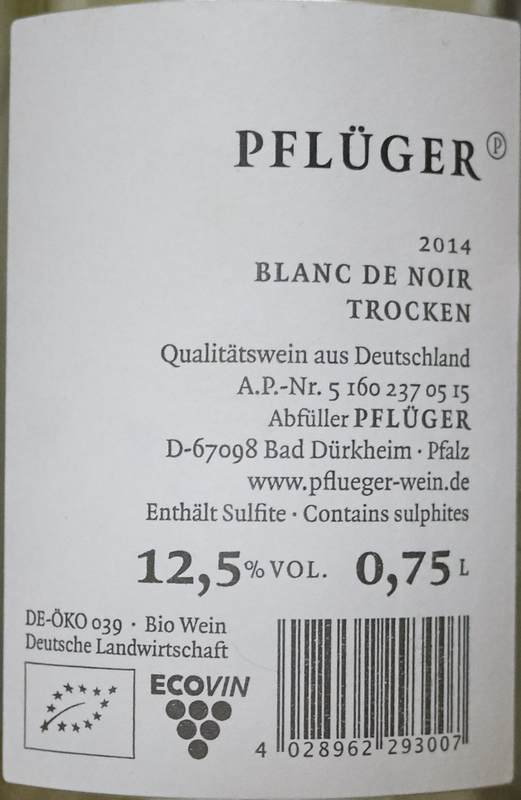 PFLÜGER Ⓟ
2014
BLANC DE NOIR
TROCKEN
Qualitätswein aus Deutschland
A.P.-Nr. 5 160 237 05 15
Abfüller PFLÜGER
D-67098 Bad Dürkheim · Pfalz
www.pflueger-wein.de
Enthält Sulfite · Contains sulphites
12,5% VOL. 0,75 L
DE-ÖKO 039 · Bio Wein
Deutsche Landwirtschaft
ECOVIN
4 028962 293007